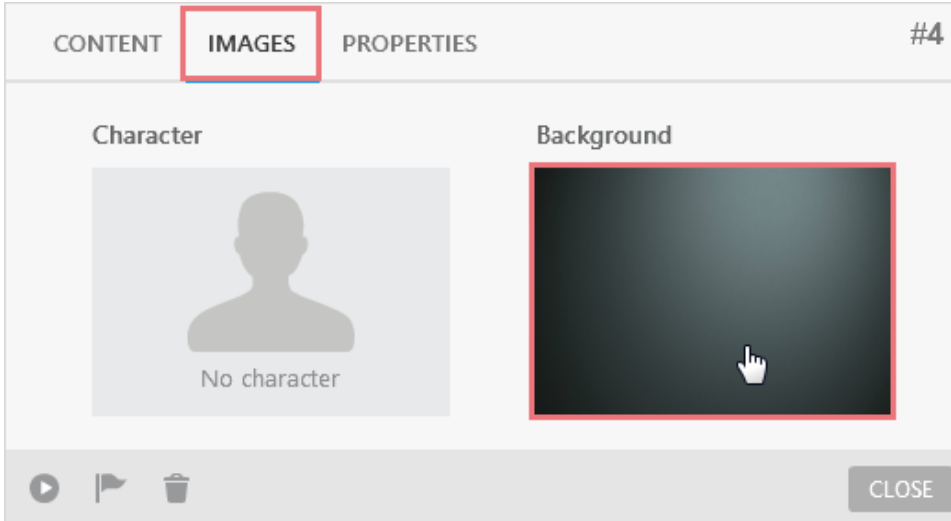 CONTENT IMAGES PROPERTIES #4
Character Background
No character
CLOSE